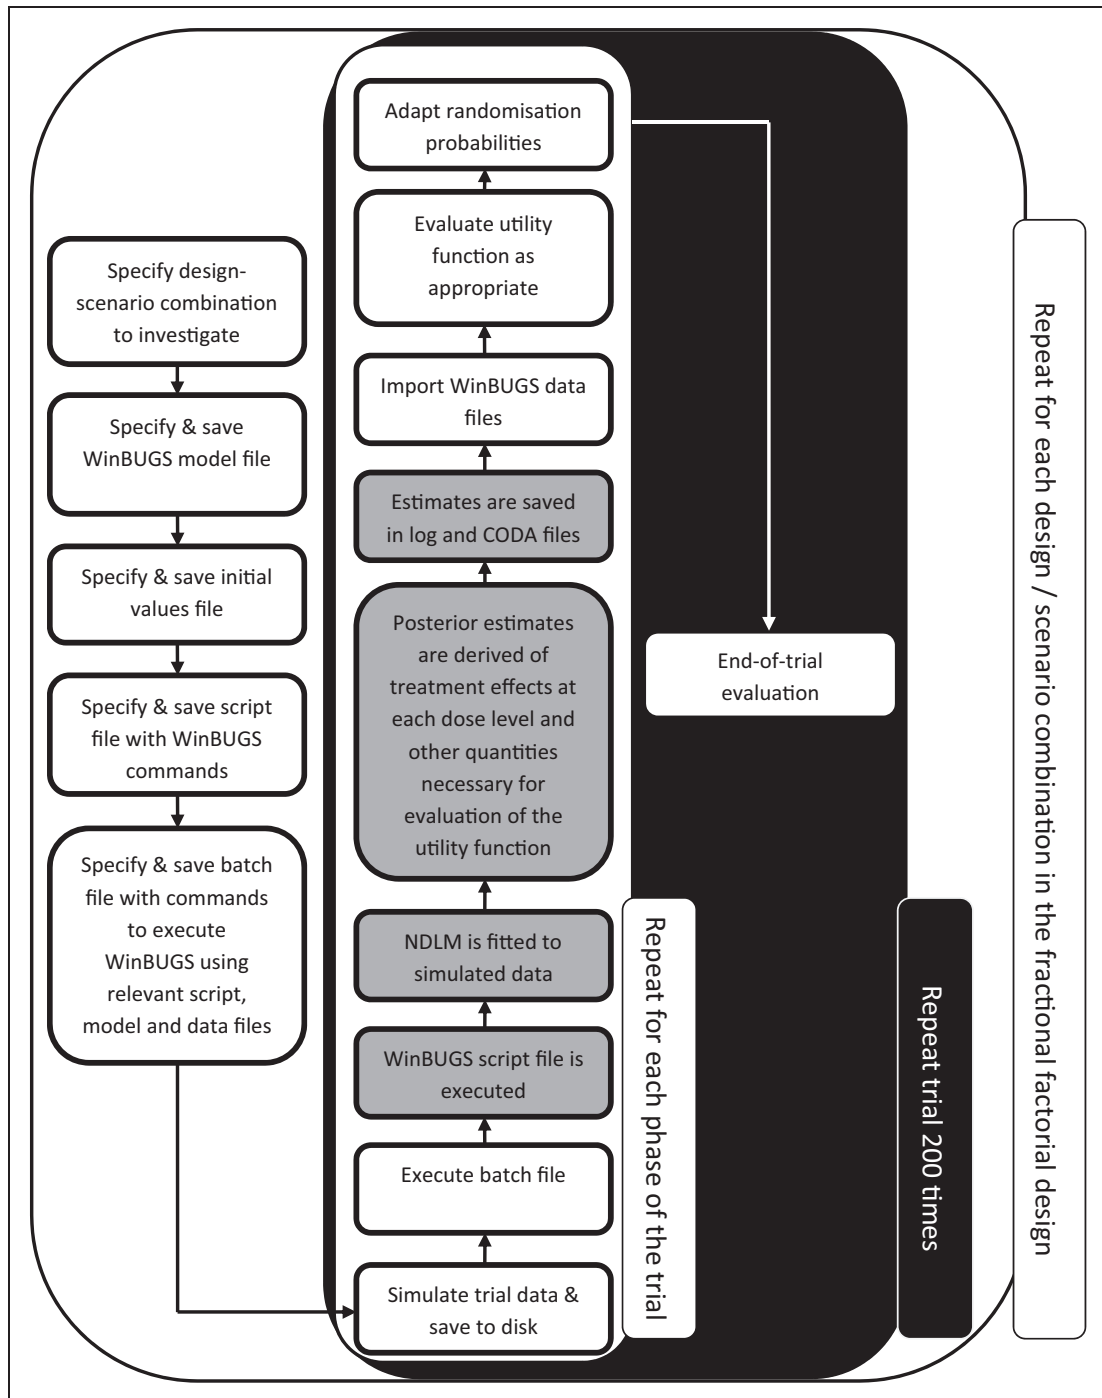 Specify design-
scenario combination
to investigate
Specify & save
WinBUGS model file
Specify & save initial
values file
Specify & save script
file with WinBUGS
commands
Specify & save batch
file with commands
to execute
WinBUGS using
relevant script,
model and data files
Adapt randomisation
probabilities
Evaluate utility
function as
appropriate
Import WinBUGS data
files
Estimates are saved
in log and CODA files
Posterior estimates
are derived of
treatment effects at
each dose level and
other quantities
necessary for
evaluation of the
utility function
NDLM is fitted to
simulated data
WinBUGS script file is
executed
Execute batch file
Simulate trial data &
save to disk
End-of-trial
evaluation
Repeat for each phase of the trial
Repeat trial 200 times
Repeat for each design / scenario combination in the fractional factorial design